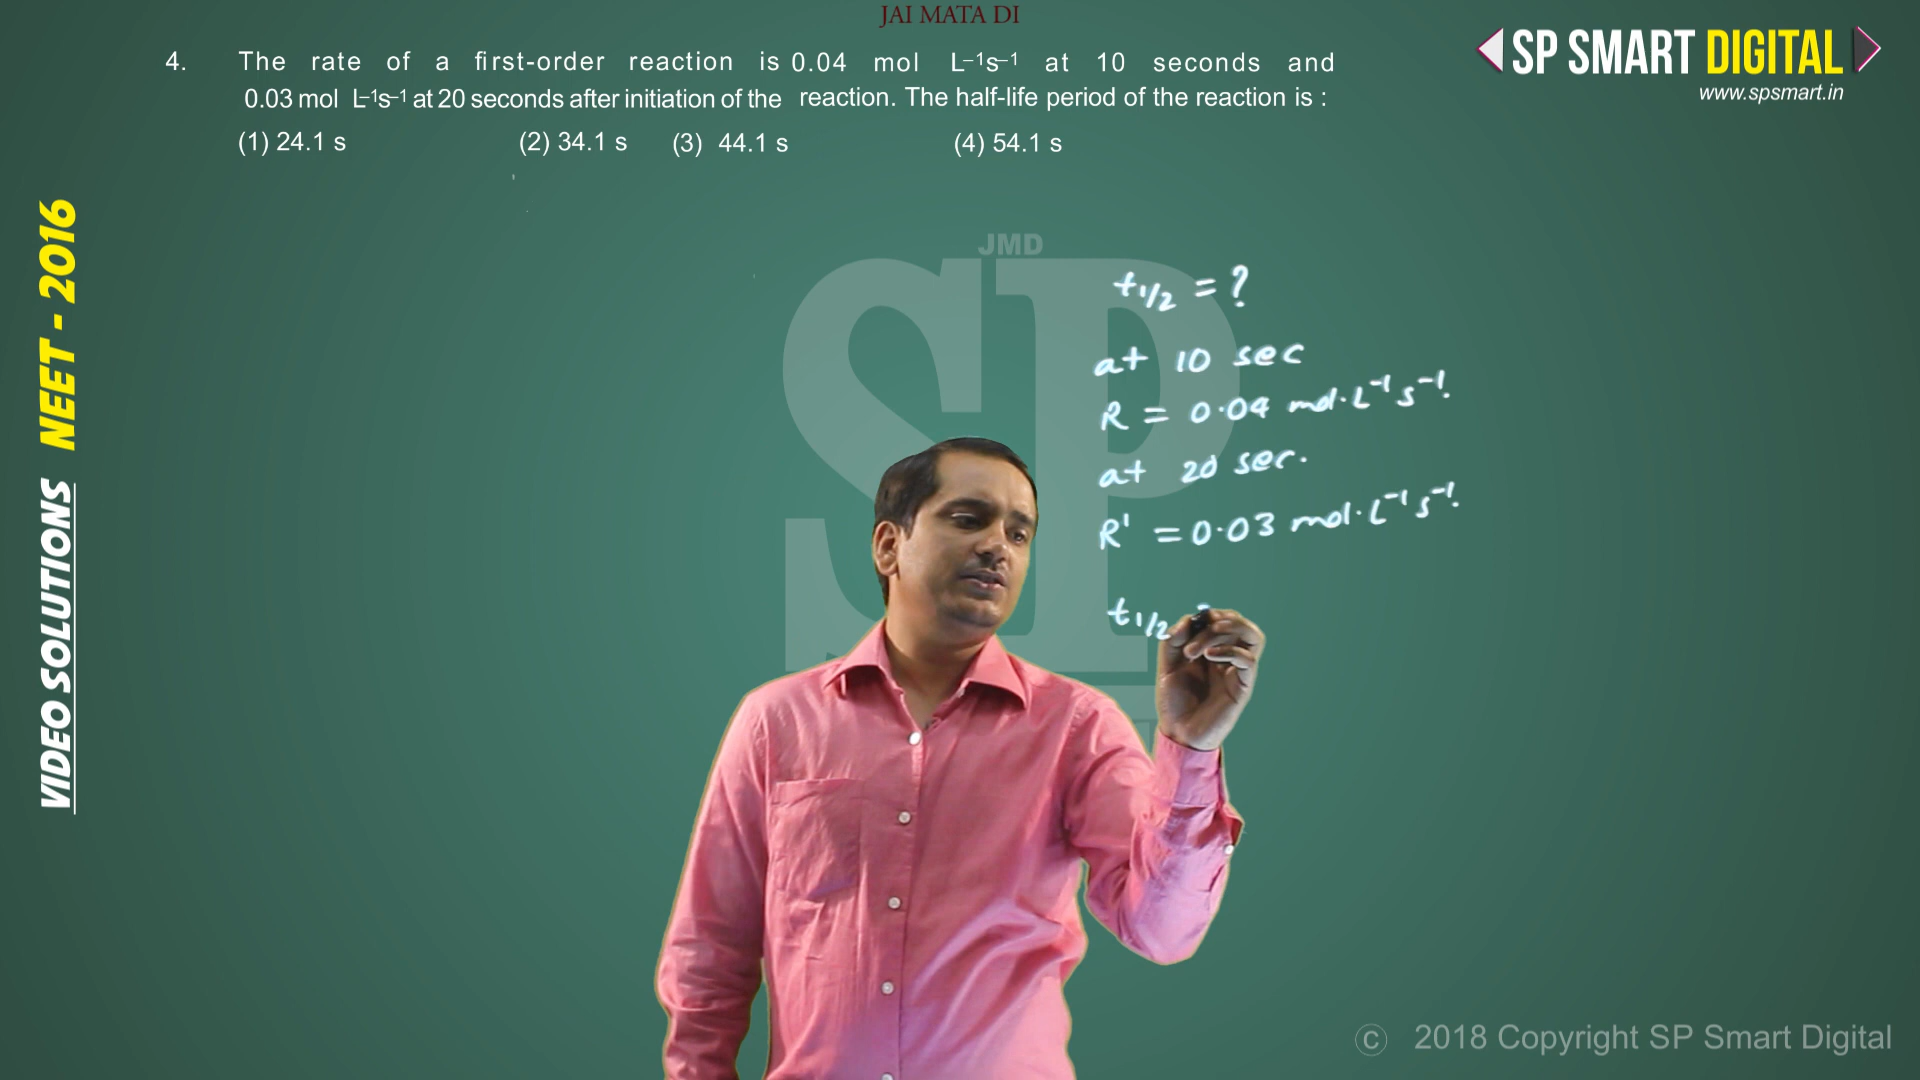 JAI MATA DI
SP SMART DIGITAL
www.spsmart.in
4. The rate of a first-order reaction is 0.04 mol L⁻¹s⁻¹ at 10 seconds and
0.03 mol L⁻¹s⁻¹ at 20 seconds after initiation of the reaction. The half-life period of the reaction is :
(1) 24.1 s (2) 34.1 s (3) 44.1 s (4) 54.1 s
VIDEO SOLUTIONS NEET - 2016
JMD
SP
t1/2 = ?
at 10 sec
R = 0.04 mol·L⁻¹ s⁻¹.
at 20 sec.
R' = 0.03 mol·L⁻¹ s⁻¹.
t1/2
© 2018 Copyright SP Smart Digital